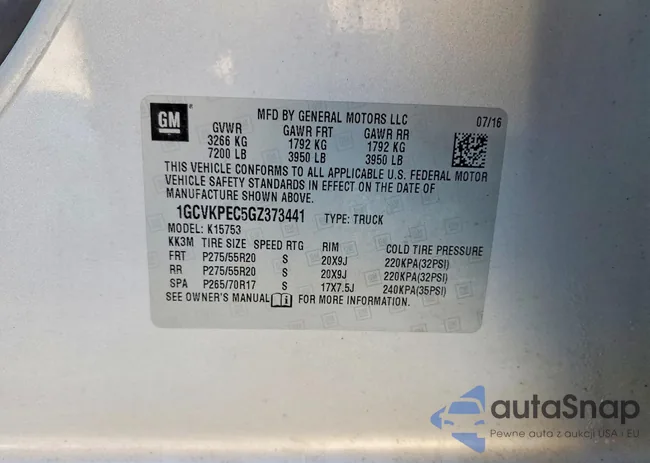 GM
MFD BY GENERAL MOTORS LLC 07/16
GVWR GAWR FRT GAWR RR
3266 KG 1792 KG 1792 KG
7200 LB 3950 LB 3950 LB
THIS VEHICLE CONFORMS TO ALL APPLICABLE U.S. FEDERAL MOTOR
VEHICLE SAFETY STANDARDS IN EFFECT ON THE DATE OF
MANUFACTURE SHOWN ABOVE.
1GCVKPEC5GZ373441 TYPE: TRUCK
MODEL: K15753
KK3M TIRE SIZE SPEED RTG RIM COLD TIRE PRESSURE
FRT P275/55R20 S 20X9J 220KPA(32PSI)
RR P275/55R20 S 20X9J 220KPA(32PSI)
SPA P265/70R17 S 17X7.5J 240KPA(35PSI)
SEE OWNER'S MANUAL FOR MORE INFORMATION.
autaSnap
Pewne auta z aukcji USA i EU